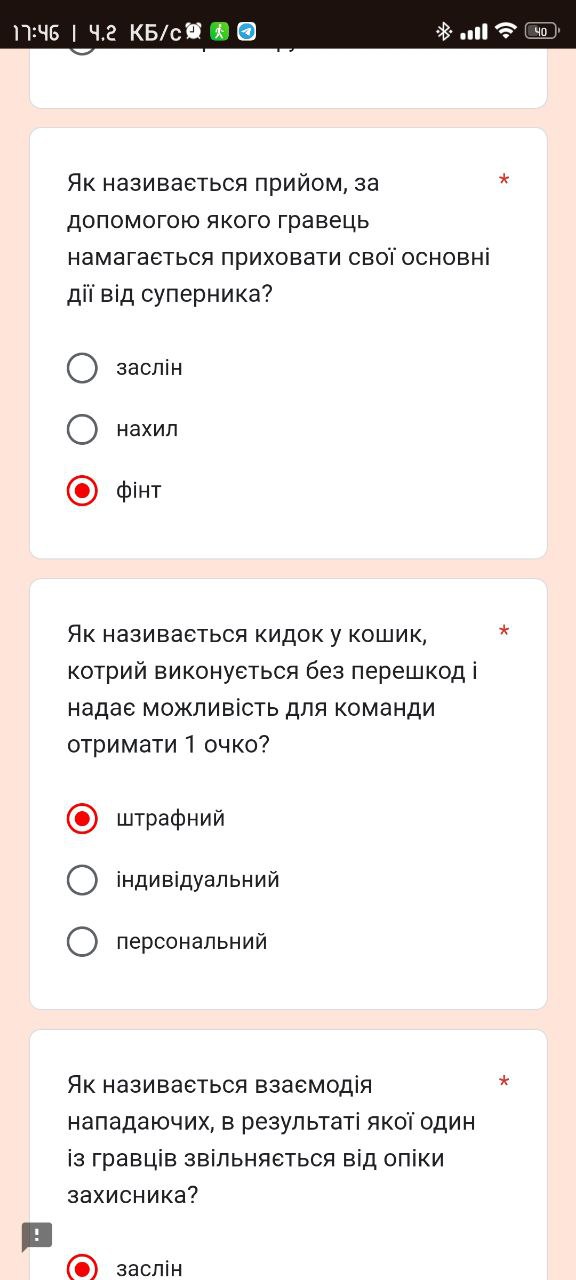 17:46 | 4.2 КБ/с 40
Як називається прийом, за *
допомогою якого гравець
намагається приховати свої основні
дії від суперника?
заслін
нахил
фінт
Як називається кидок у кошик, *
котрий виконується без перешкод і
надає можливість для команди
отримати 1 очко?
штрафний
індивідуальний
персональний
Як називається взаємодія *
нападаючих, в результаті якої один
із гравців звільняється від опіки
захисника?
заслін